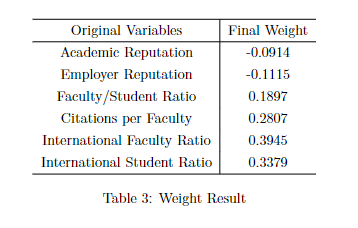 Original Variables Final Weight
Academic Reputation -0.0914
Employer Reputation -0.1115
Faculty/Student Ratio 0.1897
Citations per Faculty 0.2807
International Faculty Ratio 0.3945
International Student Ratio 0.3379
Table 3: Weight Result